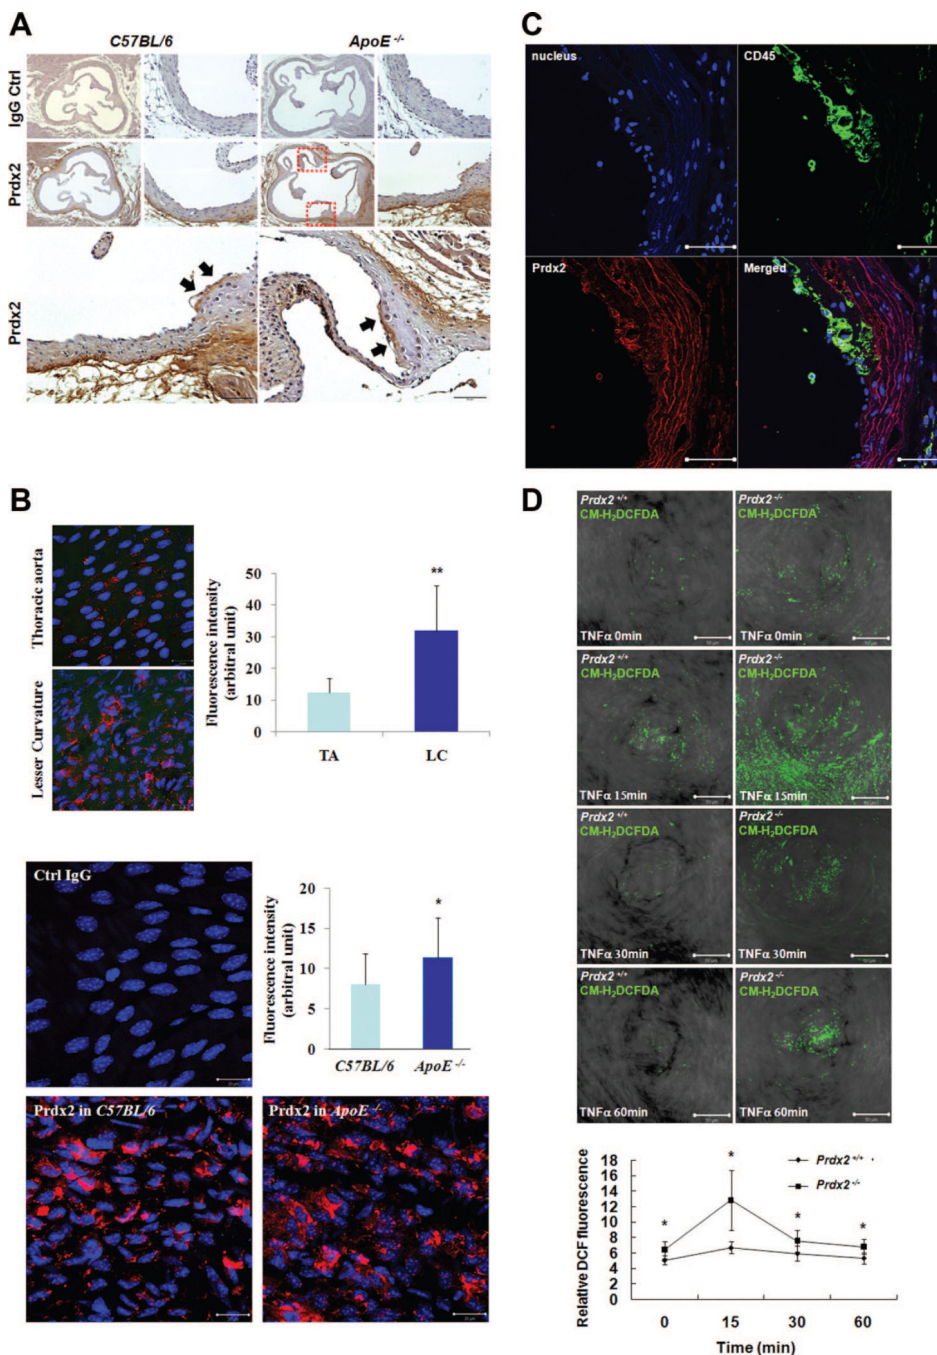 A
C57BL/6
ApoE -/-
IgG Ctrl
Prdx2
Prdx2
B
Thoracic aorta
Lesser Curvature
Fluorescence intensity
(arbitral unit)
50
40
30
20
10
0
**
TA
LC
Ctrl IgG
Fluorescence intensity
(arbitral unit)
20
15
10
5
0
*
C57BL/6
ApoE -/-
Prdx2 in C57BL/6
Prdx2 in ApoE -/-
C
nucleus
CD45
Prdx2
Merged
D
Prdx2 +/+
CM-H₂DCFDA
TNFα 0min
Prdx2 -/-
CM-H₂DCFDA
TNFα 0min
Prdx2 +/+
CM-H₂DCFDA
TNFα 15min
Prdx2 -/-
CM-H₂DCFDA
TNFα 15min
Prdx2 +/+
CM-H₂DCFDA
TNFα 30min
Prdx2 -/-
CM-H₂DCFDA
TNFα 30min
Prdx2 +/+
CM-H₂DCFDA
TNFα 60min
Prdx2 -/-
CM-H₂DCFDA
TNFα 60min
Relative DCF fluorescence
18
16
14
12
10
8
6
4
2
0
*
*
*
*
Prdx2 +/+
Prdx2 -/-
0
15
30
60
Time (min)